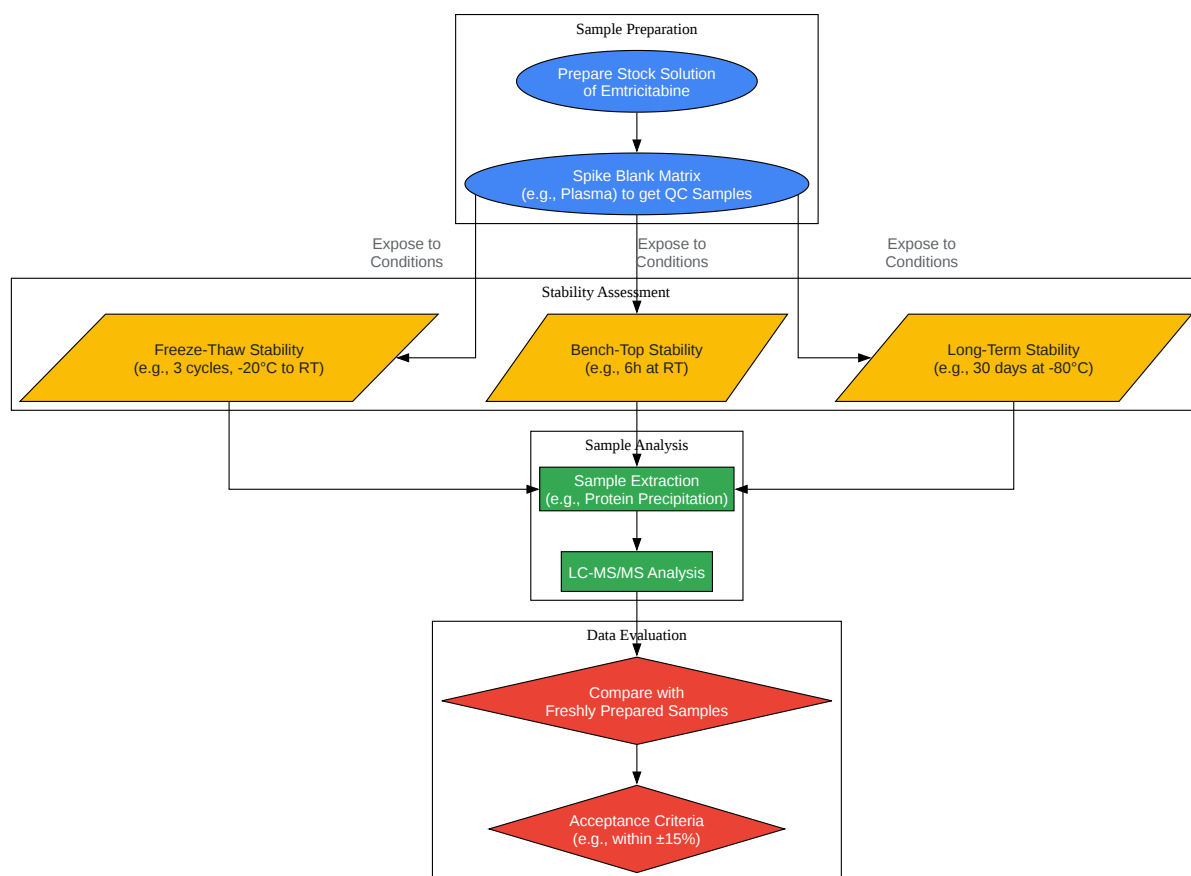 Sample Preparation
Prepare Stock Solution
of Emtricitabine
Spike Blank Matrix
(e.g., Plasma) to get QC Samples
Expose to
Conditions
Expose to
Conditions
Expose to
Conditions
Stability Assessment
Freeze-Thaw Stability
(e.g., 3 cycles, -20°C to RT)
Bench-Top Stability
(e.g., 6h at RT)
Long-Term Stability
(e.g., 30 days at -80°C)
Sample Analysis
Sample Extraction
(e.g., Protein Precipitation)
LC-MS/MS Analysis
Data Evaluation
Compare with
Freshly Prepared Samples
Acceptance Criteria
(e.g., within ±15%)